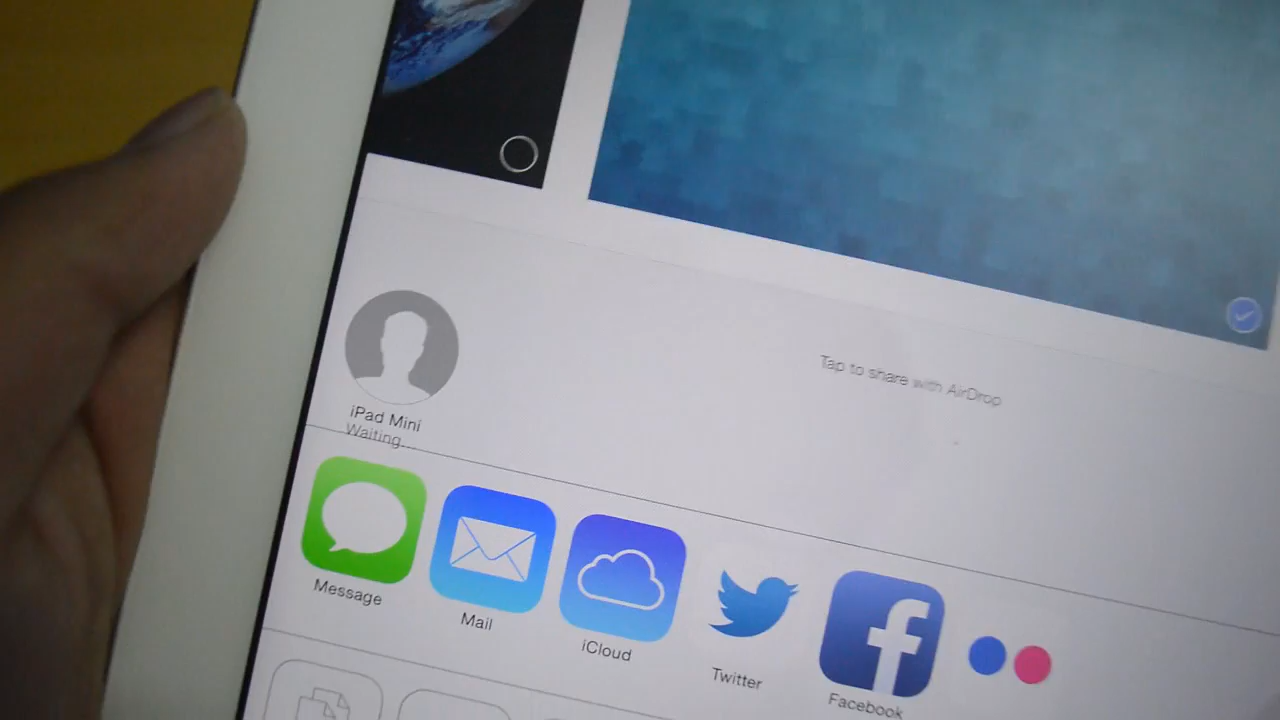 Tap to share with AirDrop
iPad Mini
Waiting...
Message
Mail
iCloud
Twitter
Facebook